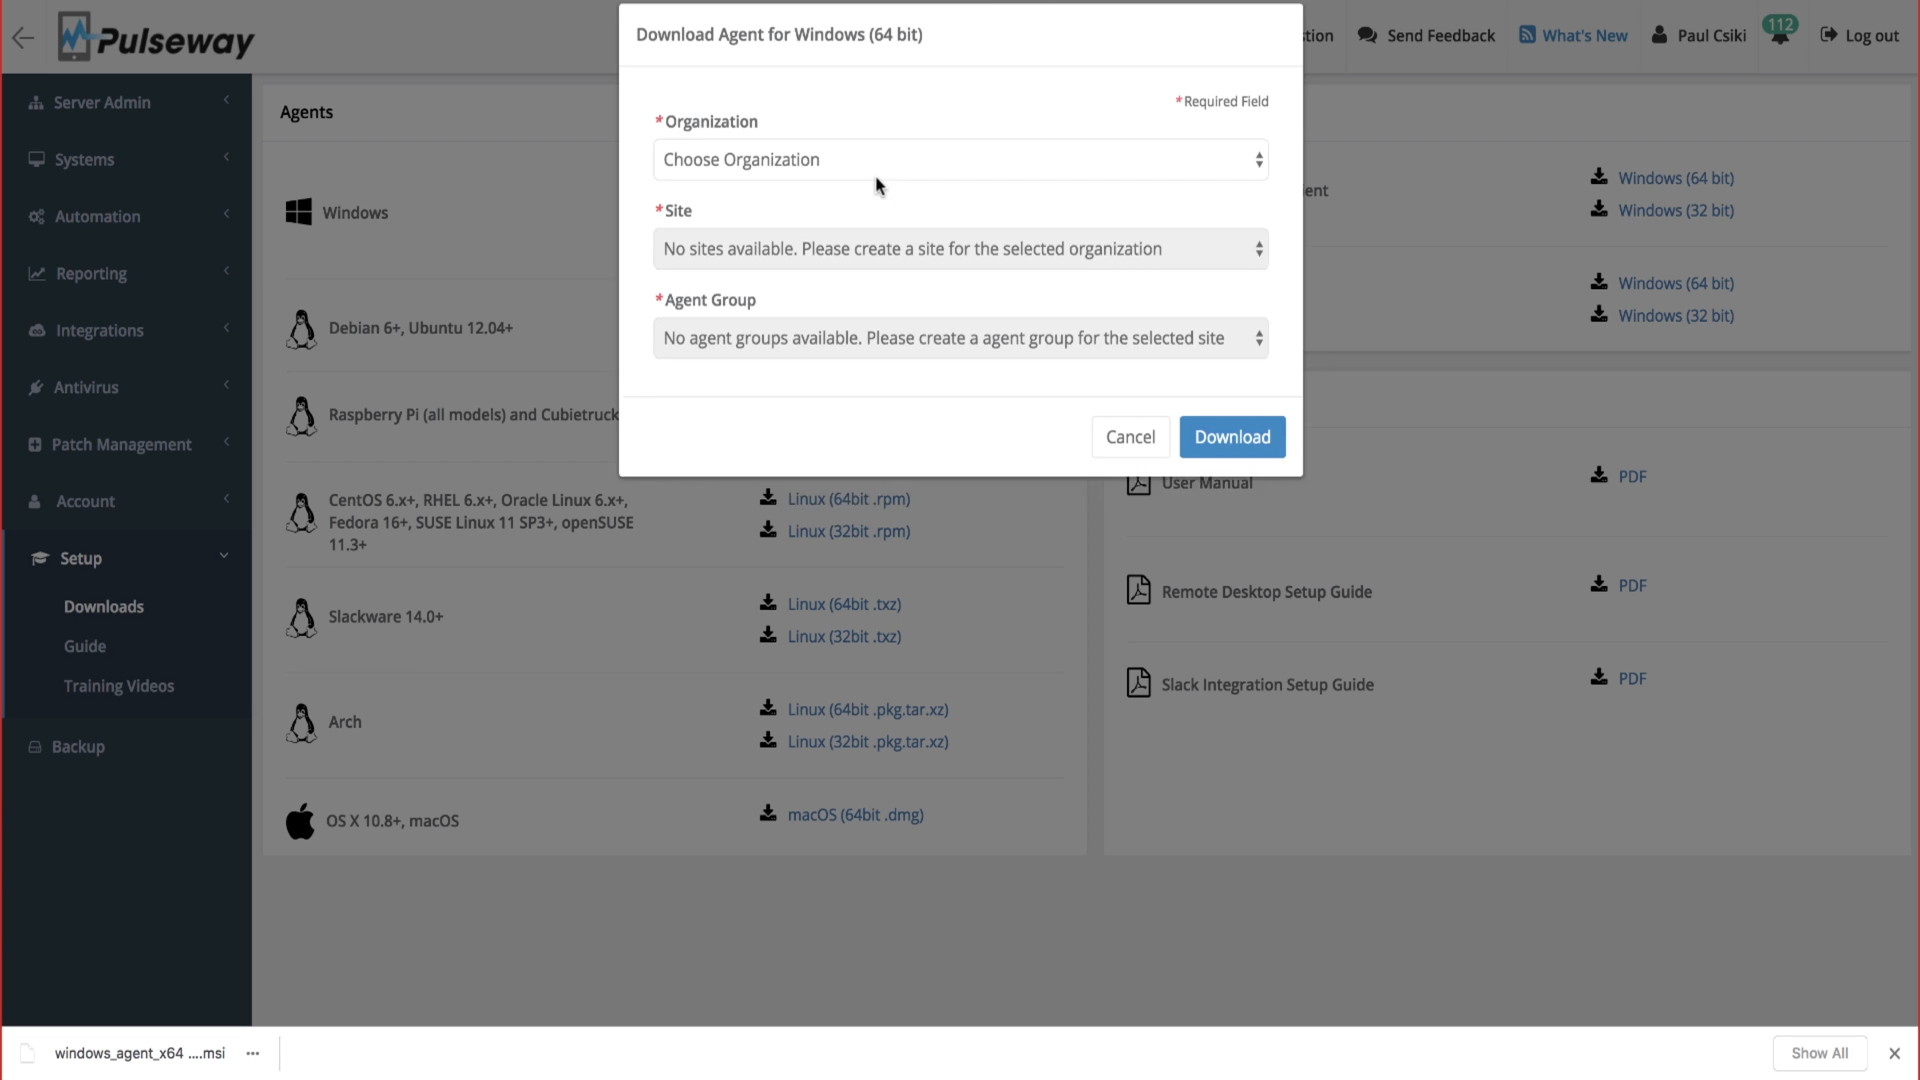 Pulseway
Download Agent for Windows (64 bit)
stion
Send Feedback
What's New
Paul Csiki
112
Log out
Server Admin
Systems
Automation
Reporting
Integrations
Antivirus
Patch Management
Account
Setup
Downloads
Guide
Training Videos
Backup
* Required Field
*Organization
Choose Organization
*Site
No sites available. Please create a site for the selected organization
*Agent Group
No agent groups available. Please create a agent group for the selected site
Cancel
Download
Agents
Windows
Debian 6+, Ubuntu 12.04+
Raspberry Pi (all models) and Cubietruck
CentOS 6.x+, RHEL 6.x+, Oracle Linux 6.x+,
Fedora 16+, SUSE Linux 11 SP3+, openSUSE
11.3+
Linux (64bit .rpm)
Linux (32bit .rpm)
Slackware 14.0+
Linux (64bit .txz)
Linux (32bit .txz)
Arch
Linux (64bit .pkg.tar.xz)
Linux (32bit .pkg.tar.xz)
OS X 10.8+, macOS
macOS (64bit .dmg)
ent
Windows (64 bit)
Windows (32 bit)
Windows (64 bit)
Windows (32 bit)
User Manual
PDF
Remote Desktop Setup Guide
PDF
Slack Integration Setup Guide
PDF
windows_agent_x64 ....msi
Show All